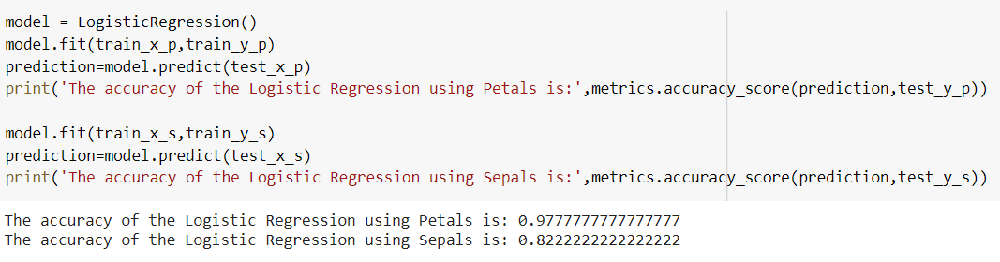 model = LogisticRegression()
model.fit(train_x_p,train_y_p)
prediction=model.predict(test_x_p)
print('The accuracy of the Logistic Regression using Petals is:',metrics.accuracy_score(prediction,test_y_p))
model.fit(train_x_s,train_y_s)
prediction=model.predict(test_x_s)
print('The accuracy of the Logistic Regression using Sepals is:',metrics.accuracy_score(prediction,test_y_s))
The accuracy of the Logistic Regression using Petals is: 0.9777777777777777
The accuracy of the Logistic Regression using Sepals is: 0.8222222222222222